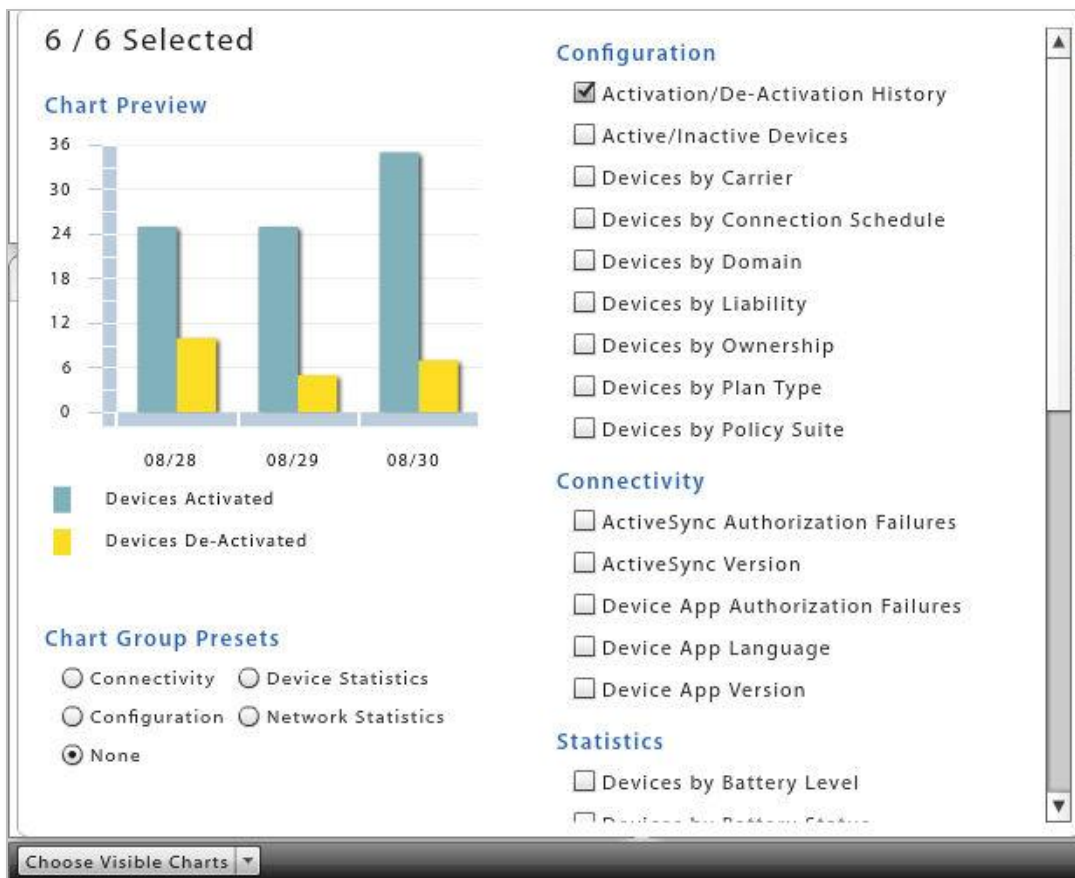 6 / 6 Selected
Chart Preview
36
30
24
18
12
6
0
08/28 08/29 08/30
Devices Activated
Devices De-Activated
Chart Group Presets
Connectivity Device Statistics
Configuration Network Statistics
None
Configuration
Activation/De-Activation History
Active/Inactive Devices
Devices by Carrier
Devices by Connection Schedule
Devices by Domain
Devices by Liability
Devices by Ownership
Devices by Plan Type
Devices by Policy Suite
Connectivity
ActiveSync Authorization Failures
ActiveSync Version
Device App Authorization Failures
Device App Language
Device App Version
Statistics
Devices by Battery Level
Devices by Battery Status
Choose Visible Charts